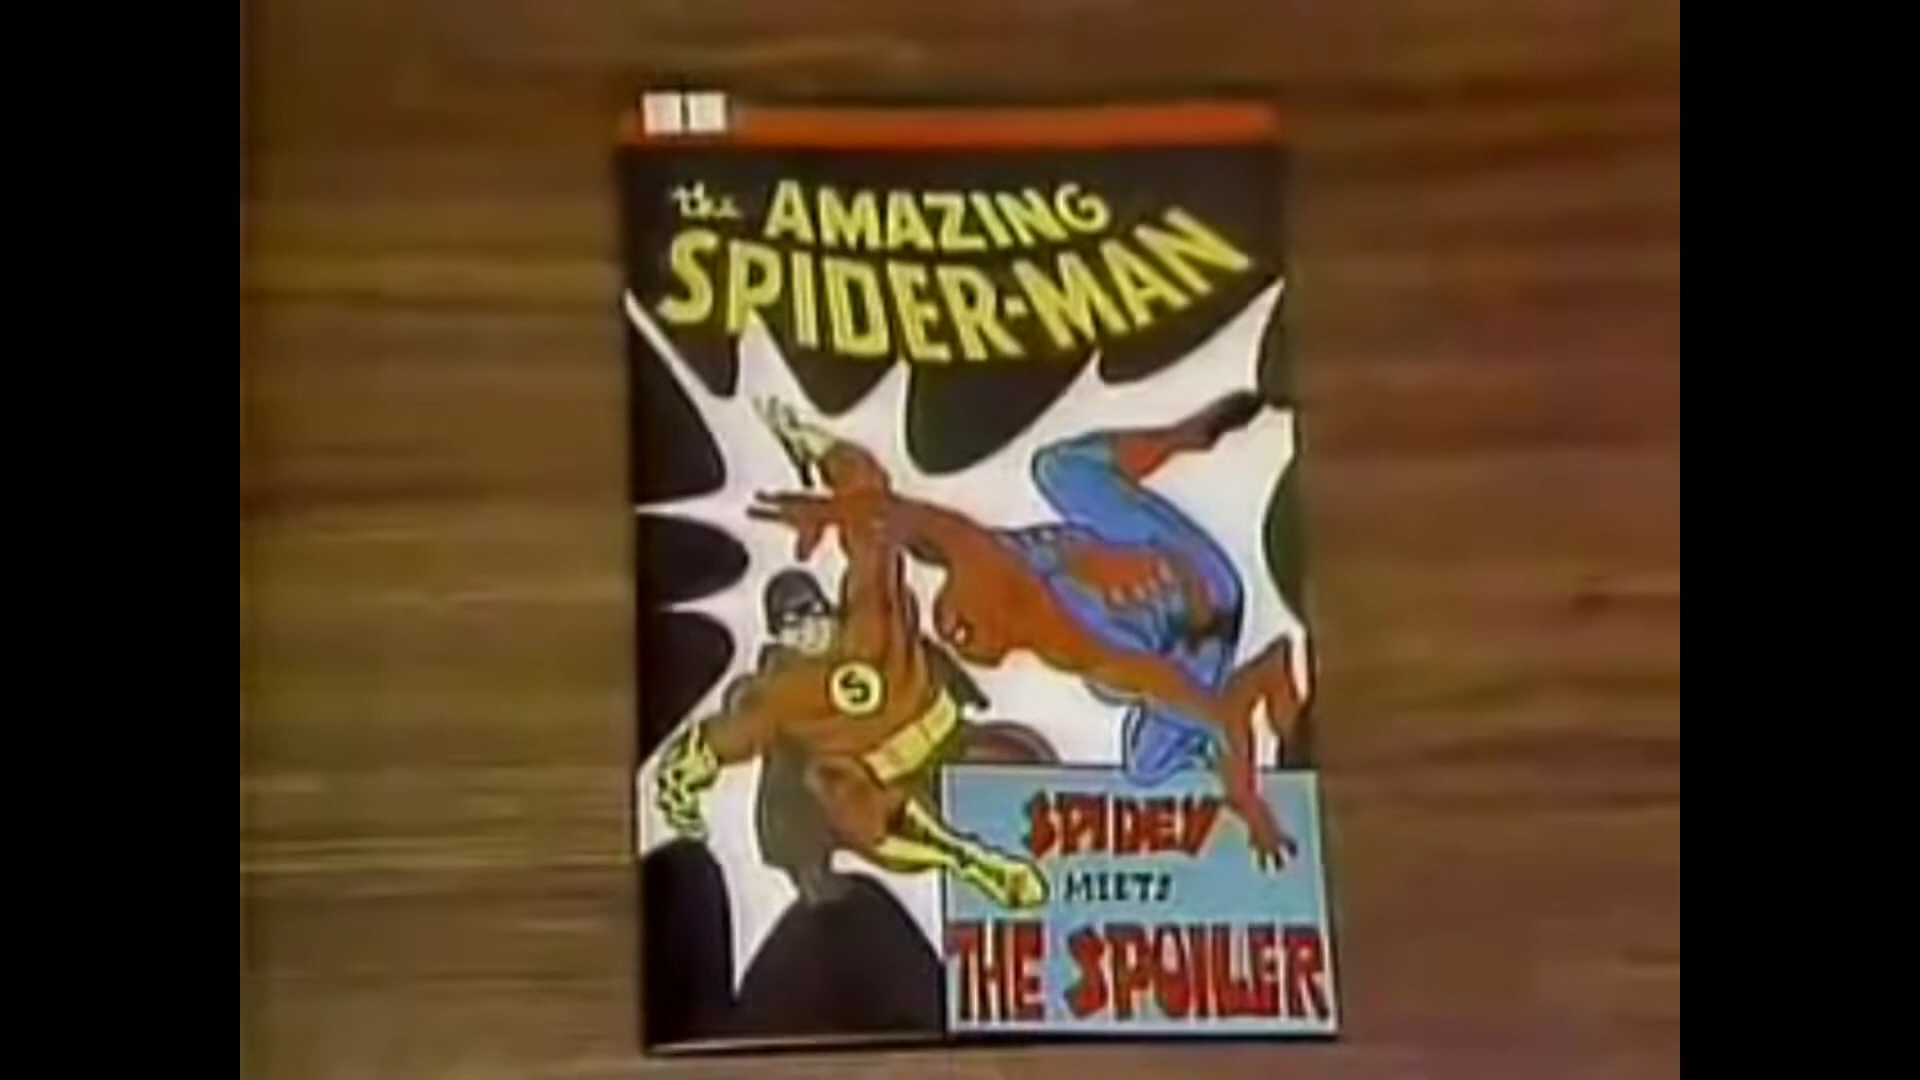 the AMAZING
SPIDER-MAN
S
SPIDEY
MEETS
THE SPOILER